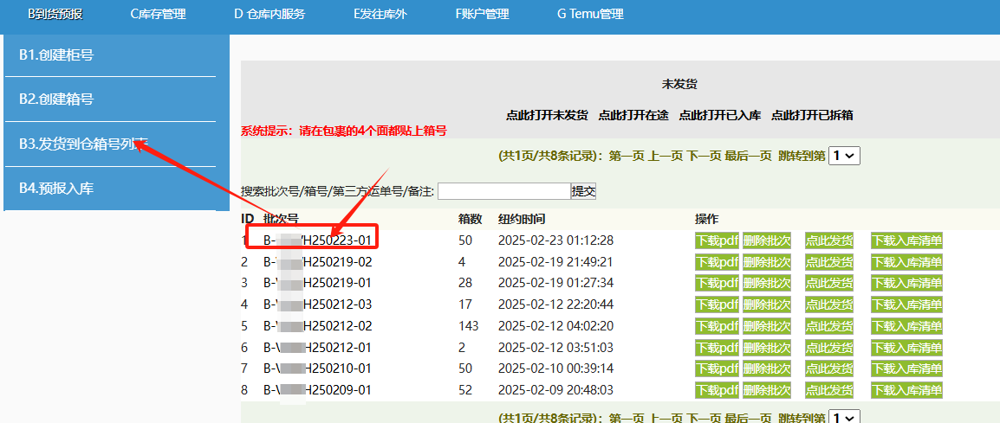 B到货预报 C库存管理 D 仓库内服务 E发往库外 F账户管理 G Temu管理
B1.创建柜号
B2.创建箱号
B3.发货到仓箱号列表
B4.预报入库
未发货
点此打开未发货 点此打开在途 点此打开已入库 点此打开已拆箱
系统提示：请在包裹的4个面都贴上箱号
(共1页/共8条记录)：第一页 上一页 下一页 最后一页 跳转到第 1
搜索批次号/箱号/第三方运单号/备注: 提交
ID 批次号 箱数 纽约时间 操作
1 B- H250223-01 50 2025-02-23 01:12:28 下载pdf 删除批次 点此发货 下载入库清单
2 B- H250219-02 4 2025-02-19 21:49:21 下载pdf 删除批次 点此发货 下载入库清单
3 B- H250219-01 28 2025-02-19 01:27:34 下载pdf 删除批次 点此发货 下载入库清单
4 B- H250212-03 17 2025-02-12 22:20:44 下载pdf 删除批次 点此发货 下载入库清单
5 B- H250212-02 143 2025-02-12 04:02:20 下载pdf 删除批次 点此发货 下载入库清单
6 B- H250212-01 2 2025-02-12 03:51:03 下载pdf 删除批次 点此发货 下载入库清单
7 B- H250210-01 50 2025-02-10 00:39:14 下载pdf 删除批次 点此发货 下载入库清单
8 B- H250209-01 52 2025-02-09 20:48:03 下载pdf 删除批次 点此发货 下载入库清单
(共1页/共8条记录)：第一页 上一页 下一页 最后一页 跳转到第 1